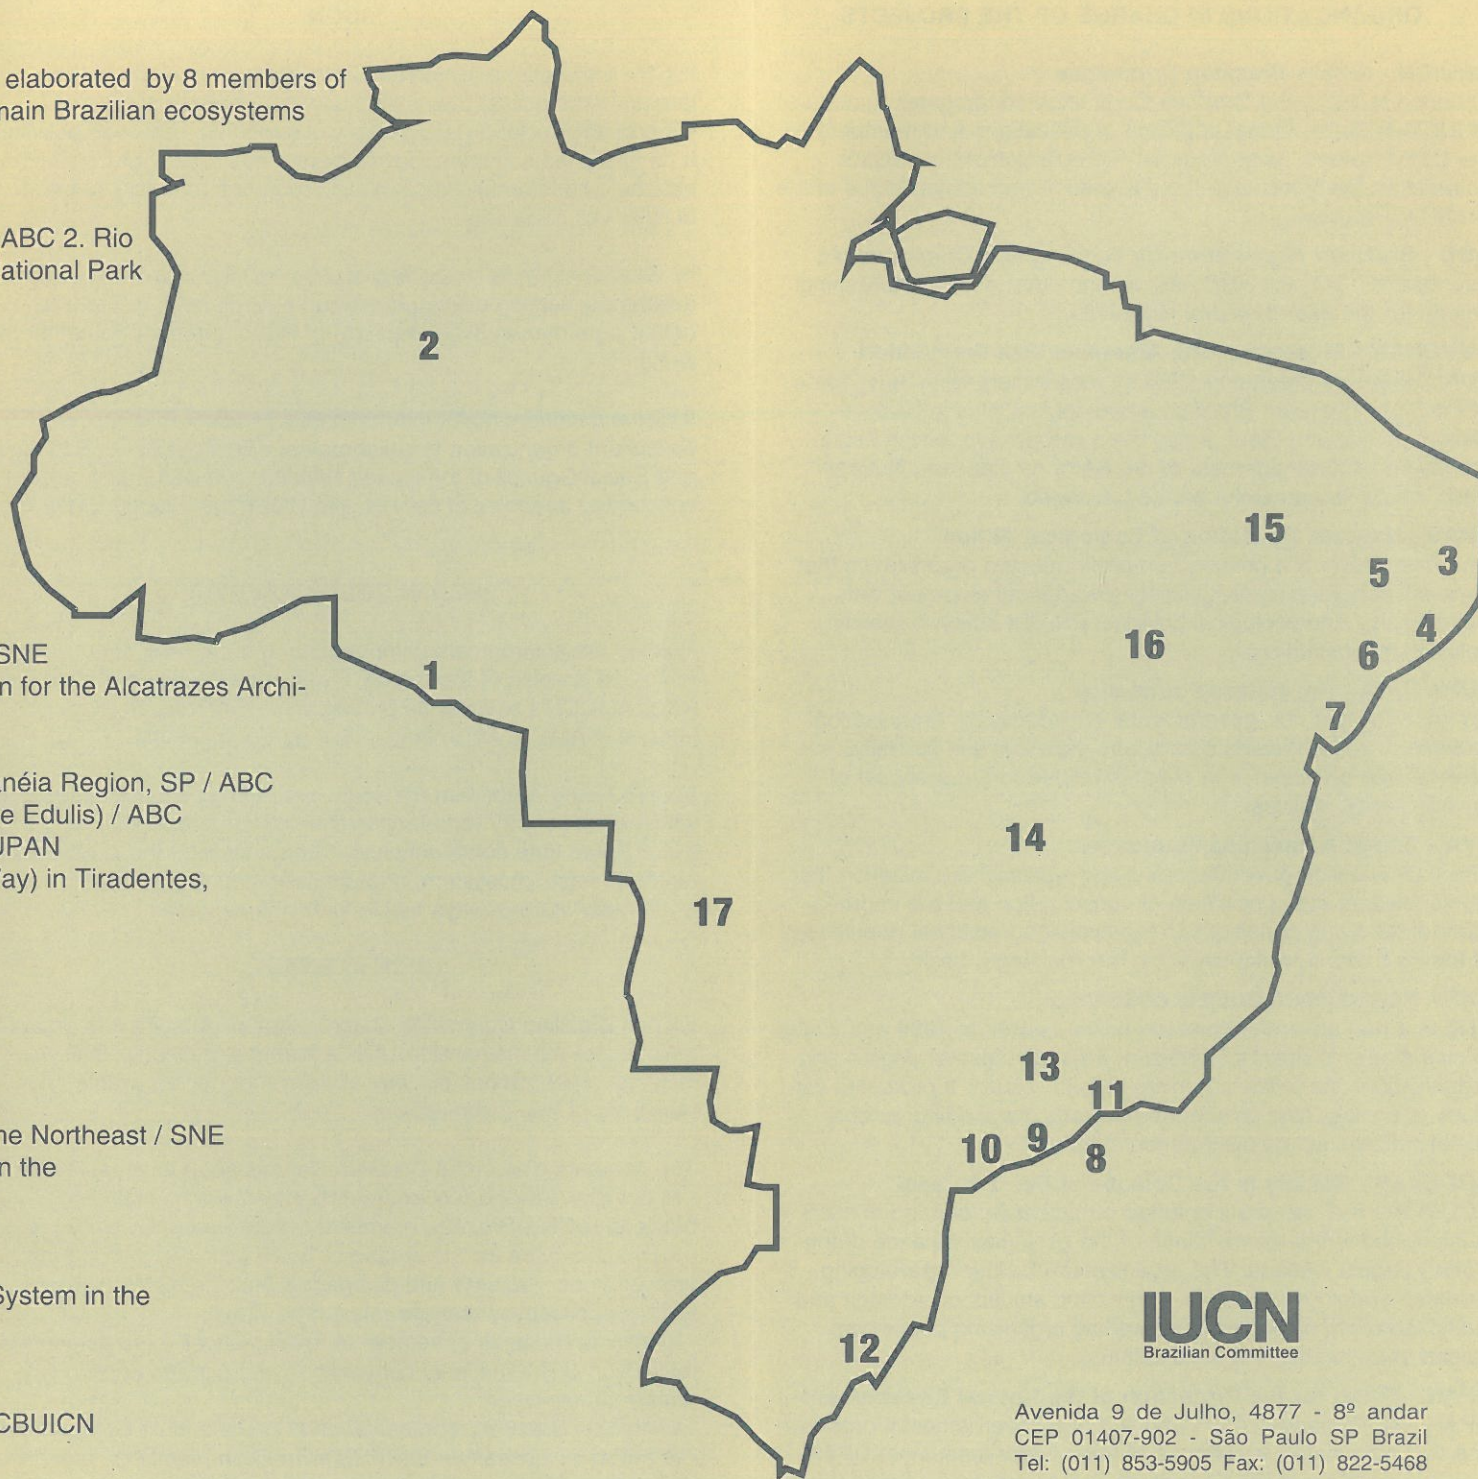 elaborated by 8 members of
main Brazilian ecosystems
ABC 2. Rio
ational Park
2
15
5
3
4
16
6
SNE
n for the Alcatrazes Archi-
1
7
anéia Region, SP / ABC
e Edulis) / ABC
UPAN
ay) in Tiradentes,
14
17
13
11
he Northeast / SNE
n the
10
9
8
System in the
IUCN
Brazilian Committee
12
CBUICN
Avenida 9 de Julho, 4877 - 8º andar
CEP 01407-902 - São Paulo SP Brazil
Tel: (011) 853-5905 Fax: (011) 822-5468